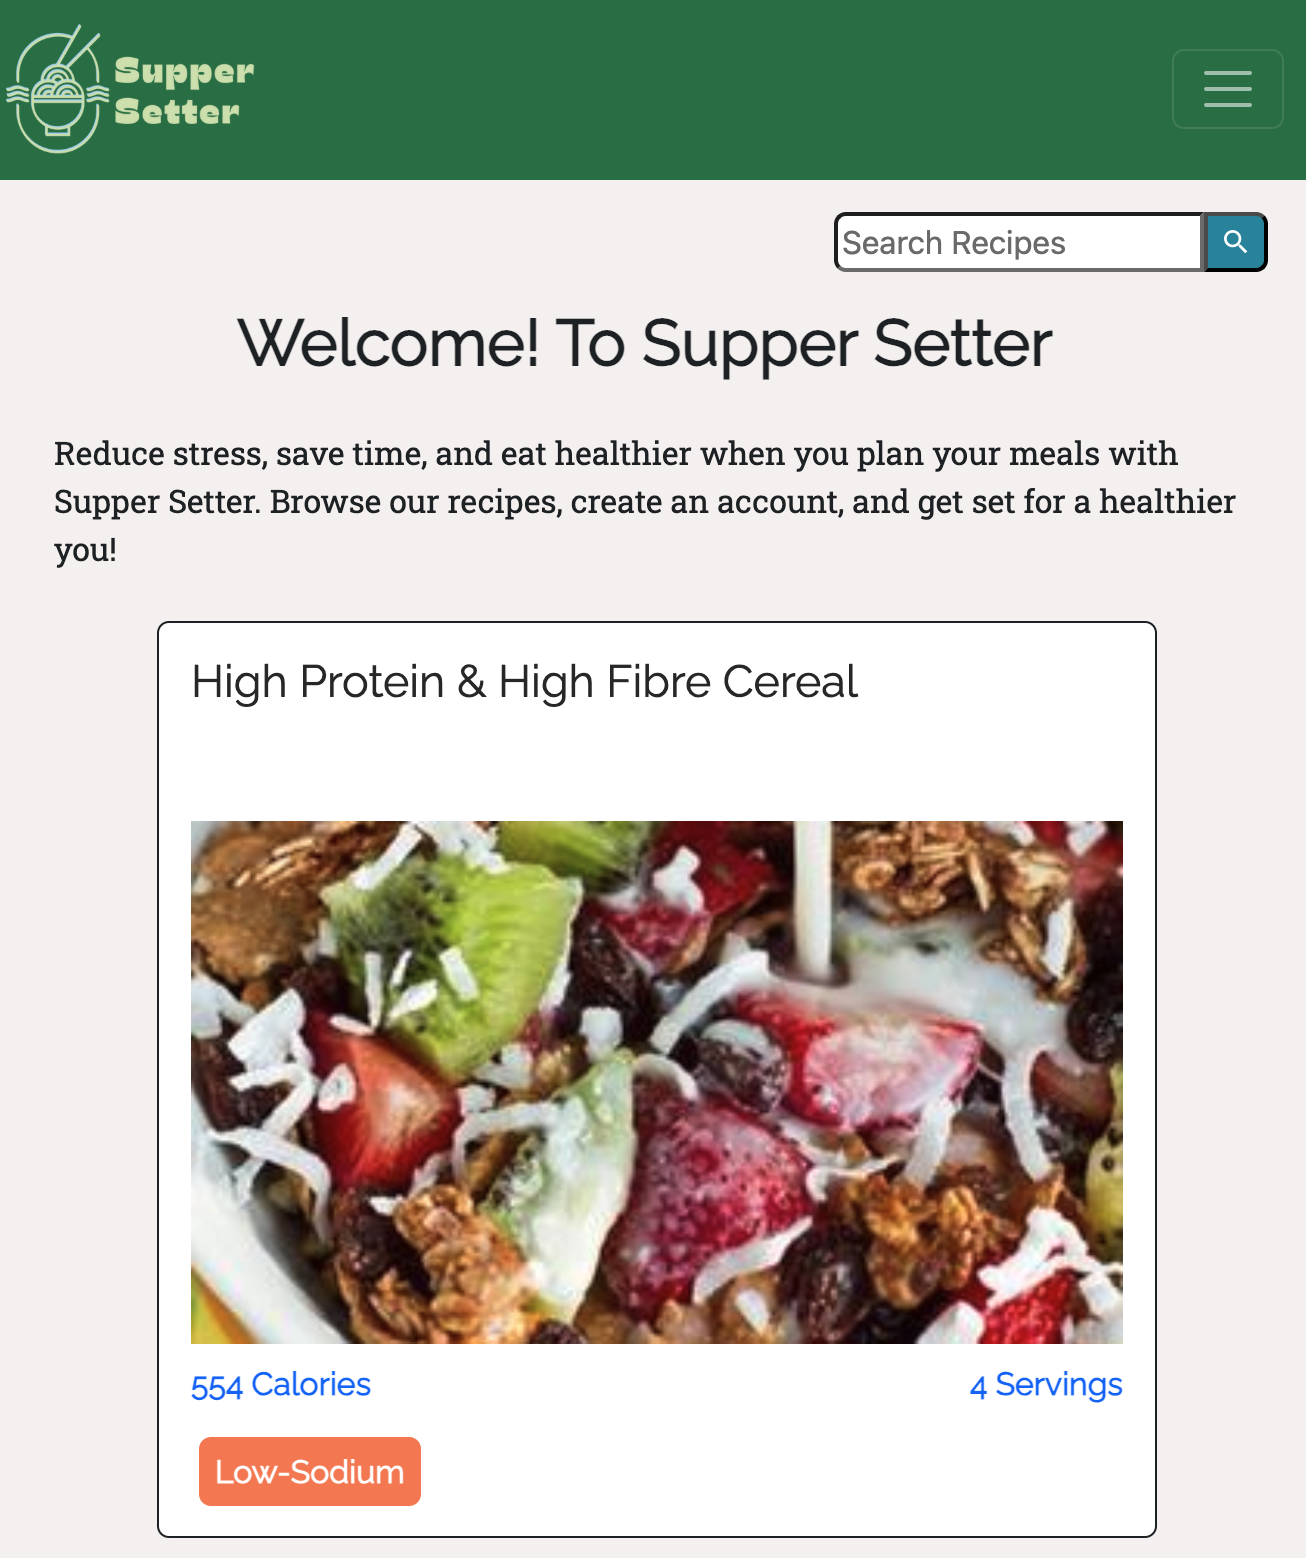 Supper
Setter
Search Recipes
Welcome! To Supper Setter
Reduce stress, save time, and eat healthier when you plan your meals with
Supper Setter. Browse our recipes, create an account, and get set for a healthier
you!
High Protein & High Fibre Cereal
554 Calories
4 Servings
Low-Sodium